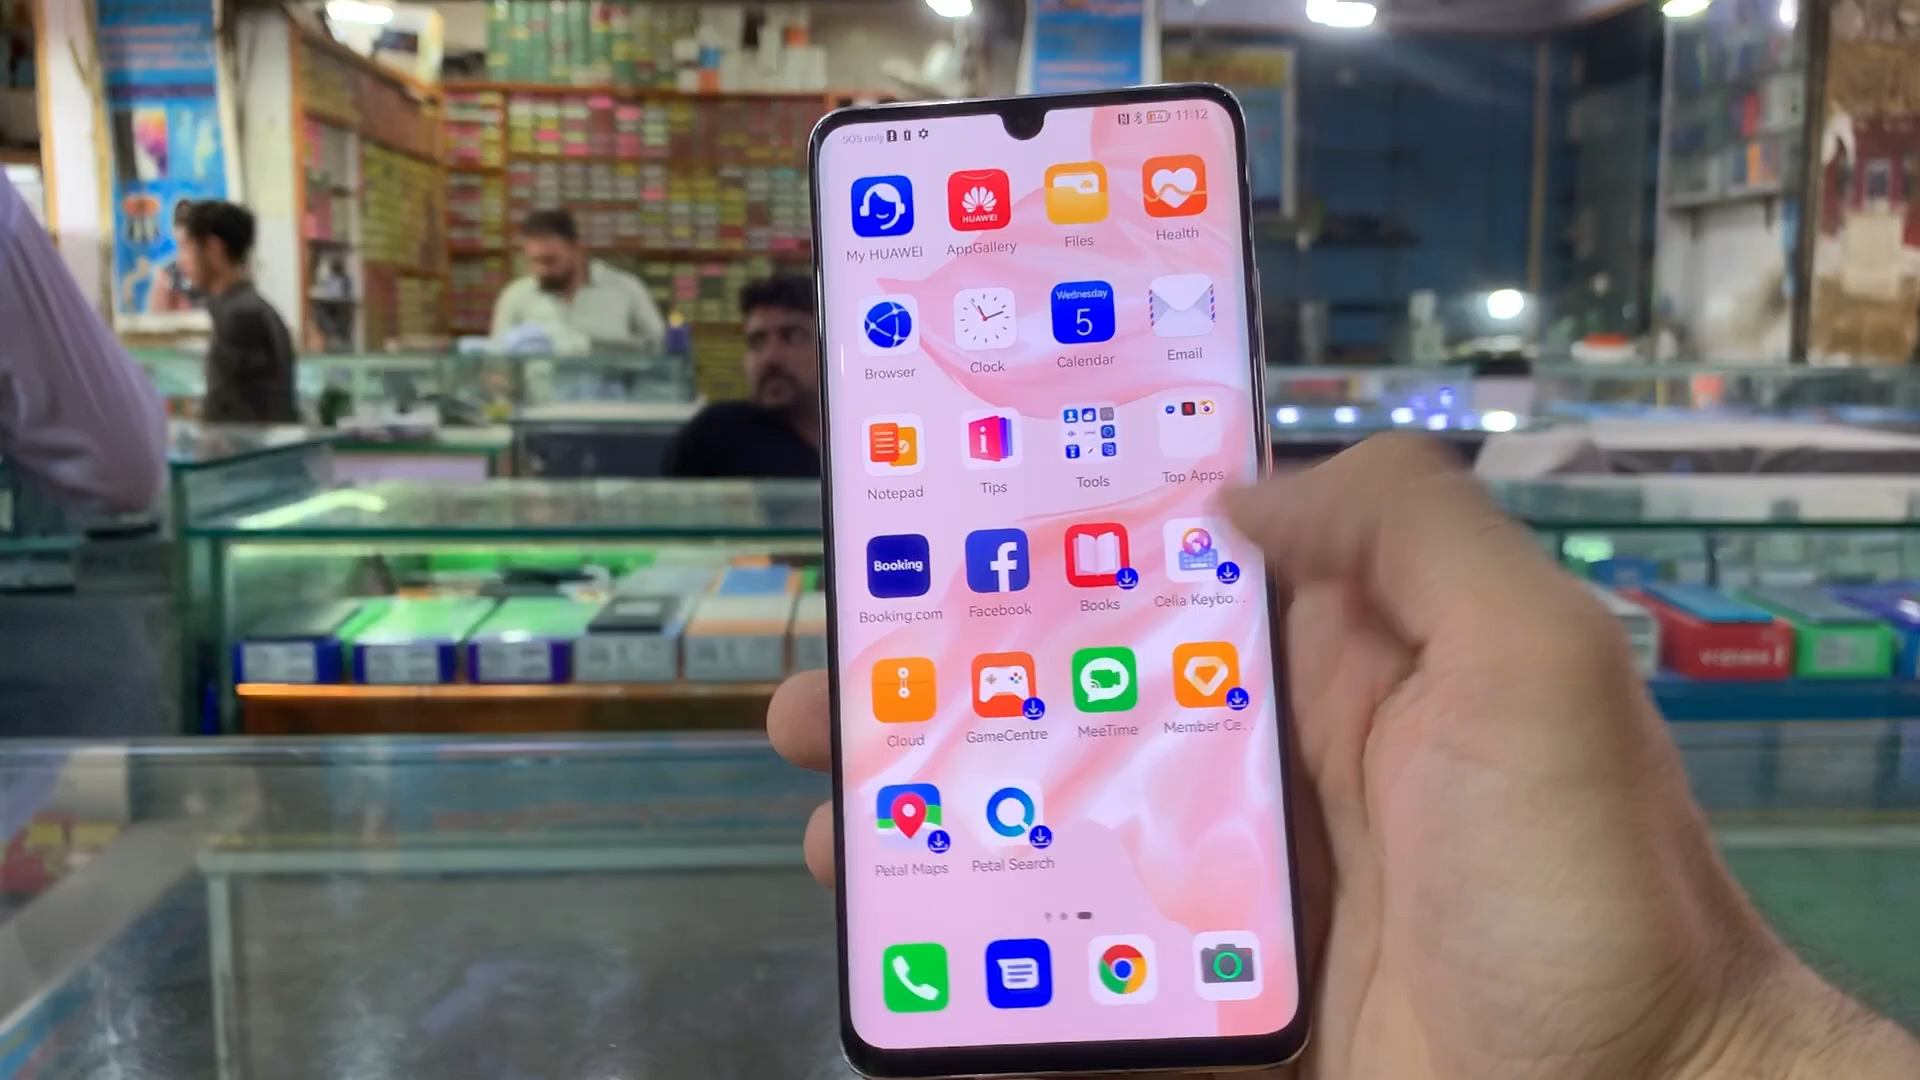 SOS only
14
11:12
HUAWEI
My HUAWEI
AppGallery
Files
Health
Wednesday
5
Browser
Clock
Calendar
Email
Notepad
Tips
Tools
Top Apps
Booking
Booking.com
Facebook
Books
Celia Keybo...
Cloud
GameCentre
MeeTime
Member Ce...
Petal Maps
Petal Search